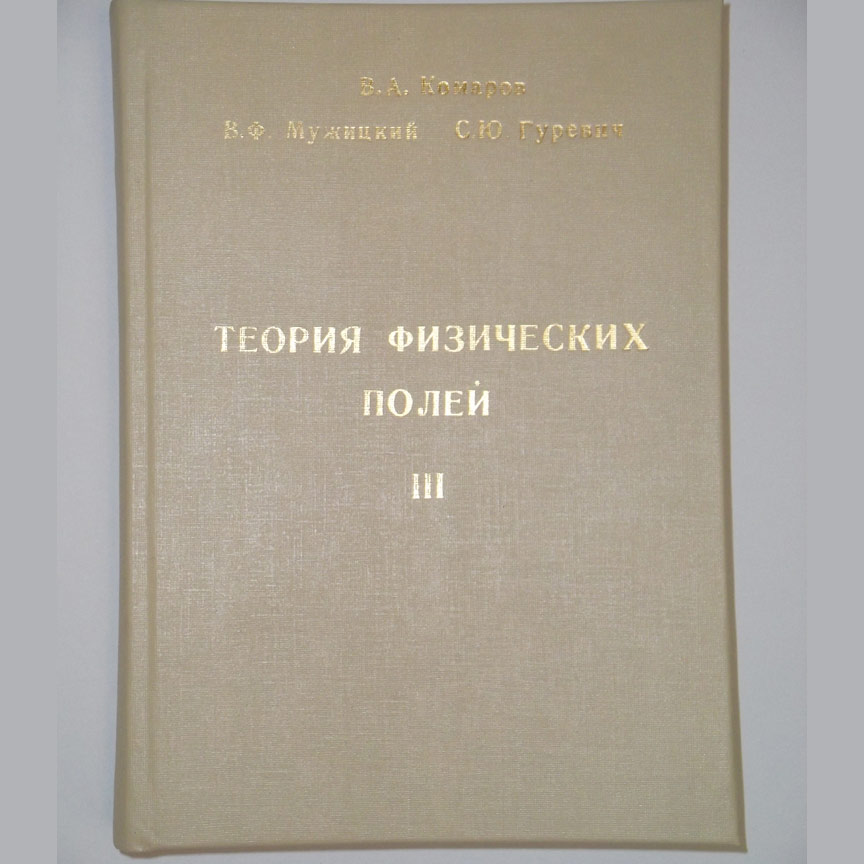 В.А. Комаров
В.Ф. Мужицкий С.Ю. Гуревич
ТЕОРИЯ ФИЗИЧЕСКИХ
ПОЛЕЙ
III